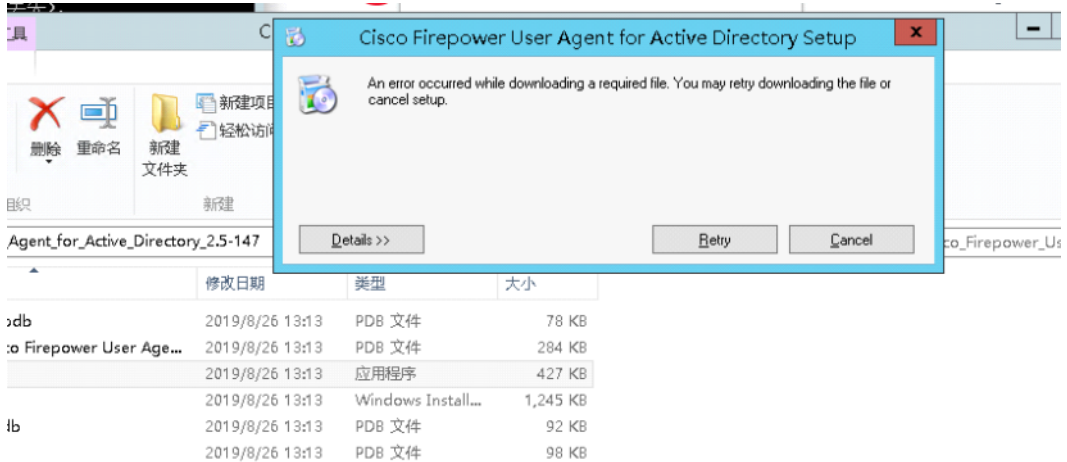 Cisco Firepower User Agent for Active Directory Setup
An error occurred while downloading a required file. You may retry downloading the file or
cancel setup.
删除
重命名
新建
文件夹
新建项目
轻松访问
组织
新建
Details >>
Retry
Cancel
_Agent_for_Active_Directory_2.5-147
co_Firepower_Us
修改日期
类型
大小
odb
2019/8/26 13:13
PDB 文件
78 KB
co Firepower User Age...
2019/8/26 13:13
PDB 文件
284 KB
2019/8/26 13:13
应用程序
427 KB
2019/8/26 13:13
Windows Install...
1,245 KB
db
2019/8/26 13:13
PDB 文件
92 KB
2019/8/26 13:13
PDB 文件
98 KB